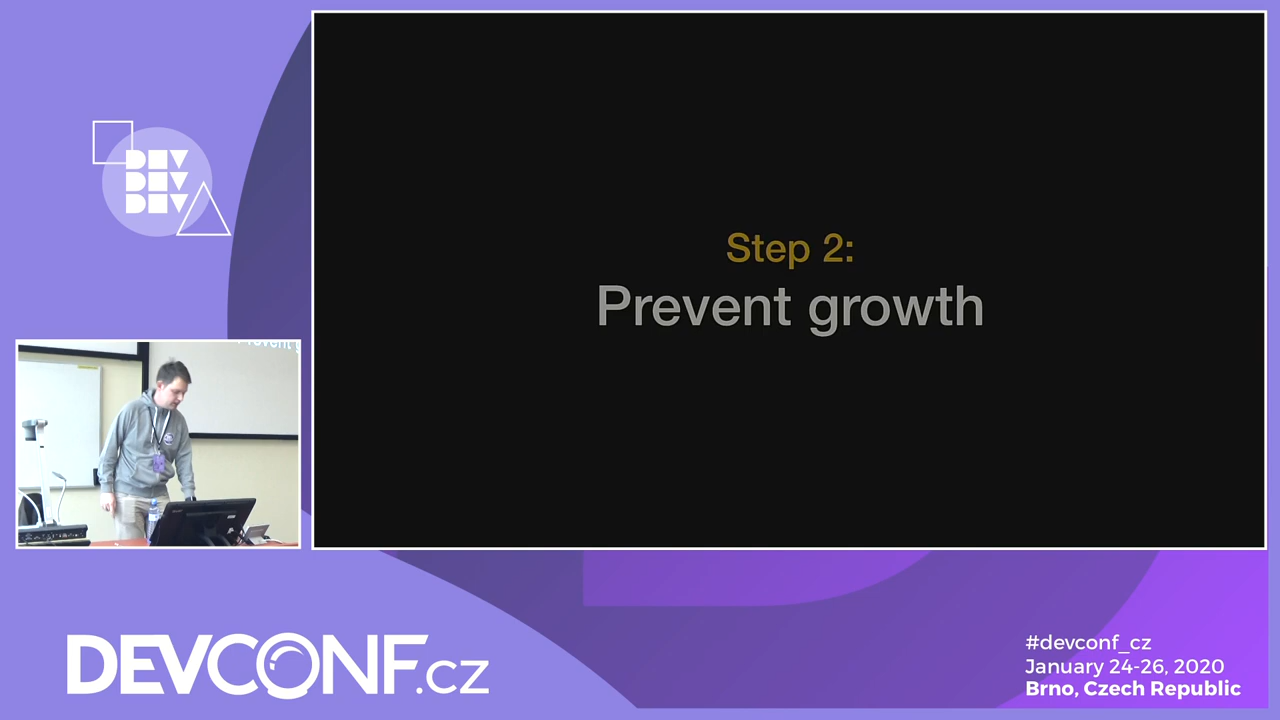 DEV
DEV
DEV
Step 2:
Prevent growth
DEVCONF.cz
#devconf_cz
January 24-26, 2020
Brno, Czech Republic